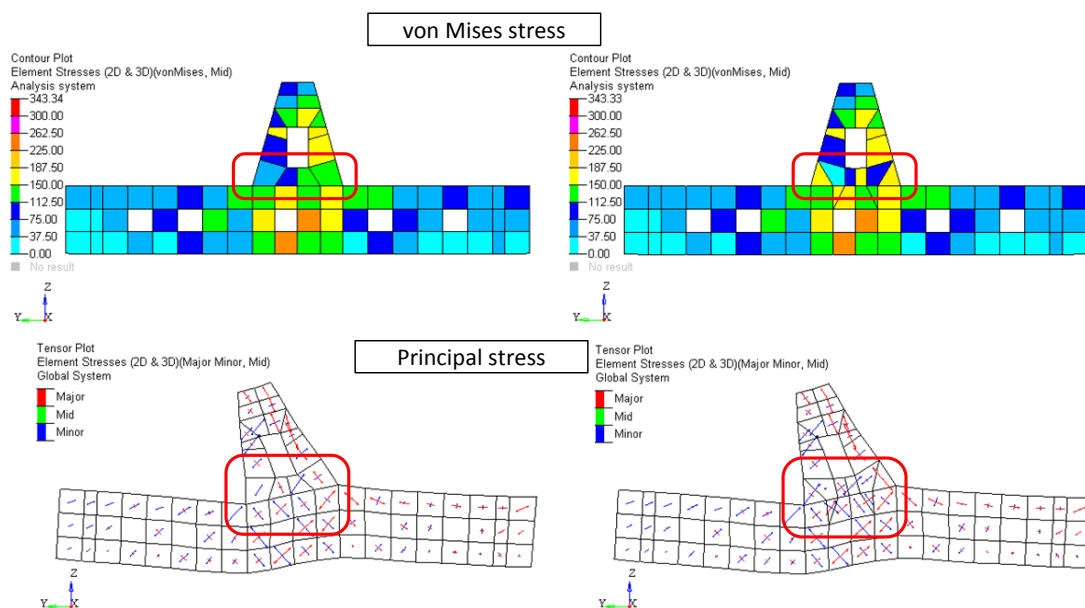 von Mises stress
Contour Plot
Element Stresses (2D & 3D)(vonMises, Mid)
Analysis system
343.34
300.00
262.50
225.00
187.50
150.00
112.50
75.00
37.50
0.00
No result
Z
Y
X
Contour Plot
Element Stresses (2D & 3D)(vonMises, Mid)
Analysis system
343.33
300.00
262.50
225.00
187.50
150.00
112.50
75.00
37.50
0.00
No result
Z
Y
X
Principal stress
Tensor Plot
Element Stresses (2D & 3D)(Major Minor, Mid)
Global System
Major
Mid
Minor
Z
Y
X
Tensor Plot
Element Stresses (2D & 3D)(Major Minor, Mid)
Global System
Major
Mid
Minor
Z
Y
X